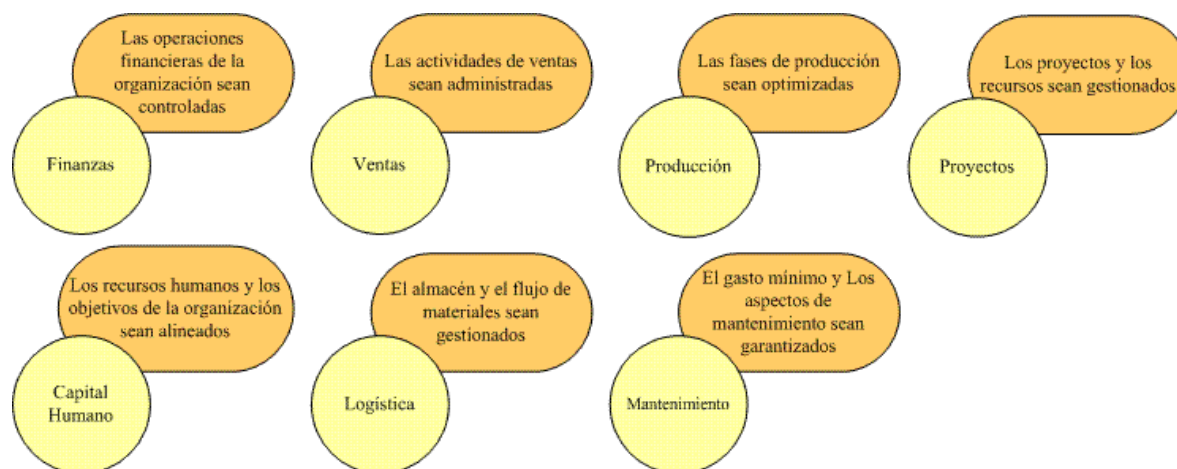 Las operaciones
financieras de la
organización sean
controladas
Finanzas
Las actividades de ventas
sean administradas
Ventas
Las fases de producción
sean optimizadas
Producción
Los proyectos y los
recursos sean gestionados
Proyectos
Los recursos humanos y los
objetivos de la organización
sean alineados
Capital
Humano
El almacén y el flujo de
materiales sean
gestionados
Logística
El gasto mínimo y Los
aspectos de
mantenimiento sean
garantizados
Mantenimiento